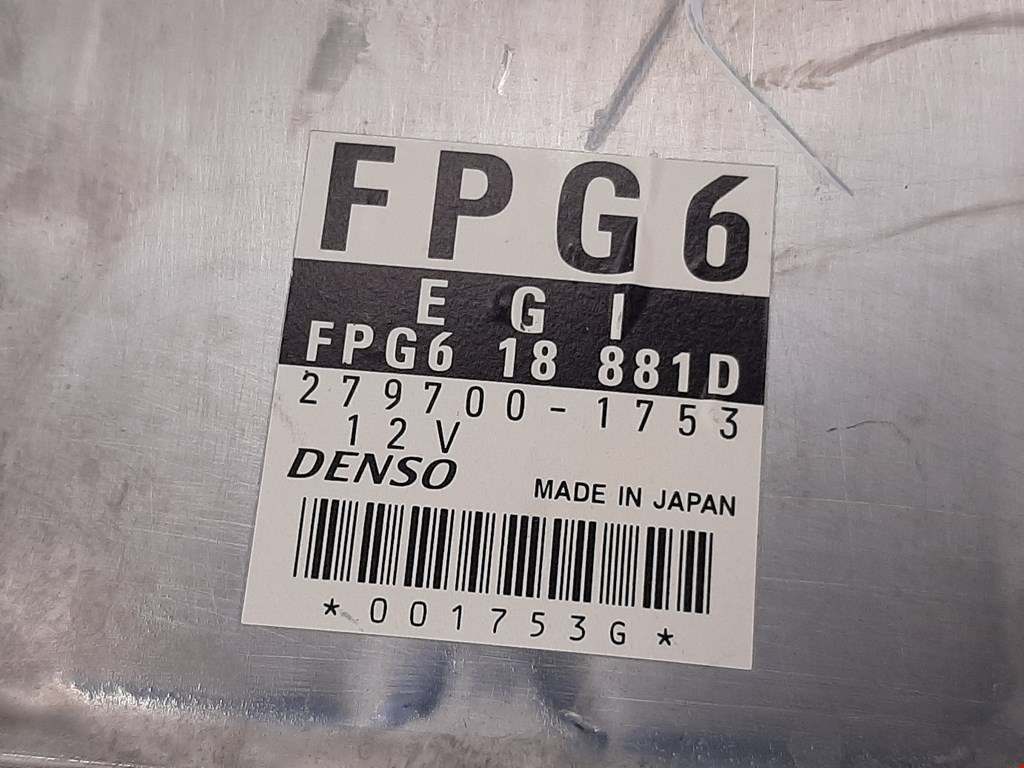 FPG6
EGI
FPG6 18 881D
279700-1753
12V
DENSO
MADE IN JAPAN
*001753G*